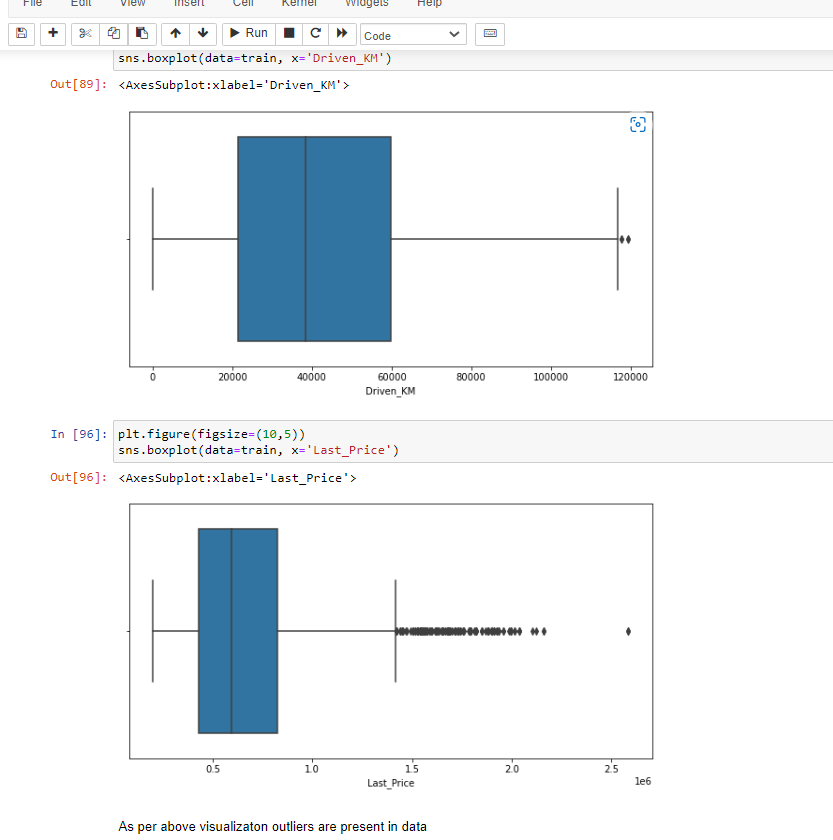 File Edit View Insert Cell Kernel Widgets Help
Run Code
sns.boxplot(data=train, x='Driven_KM')
Out[89]: <AxesSubplot:xlabel='Driven_KM'>
0 20000 40000 60000 80000 100000 120000
Driven_KM
In [96]: plt.figure(figsize=(10,5))
sns.boxplot(data=train, x='Last_Price')
Out[96]: <AxesSubplot:xlabel='Last_Price'>
0.5 1.0 1.5 2.0 2.5
1e6
Last_Price
As per above visualizaton outliers are present in data